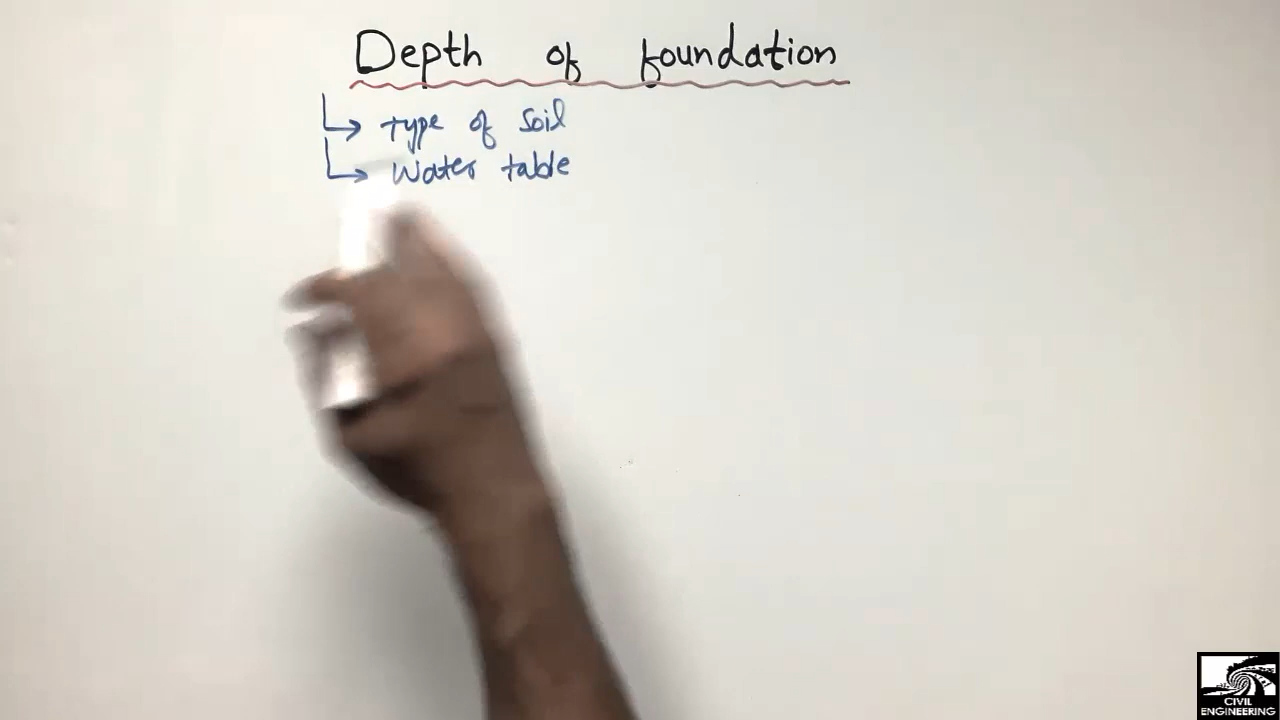 Depth of foundation
type of soil
Water table
CIVIL
ENGINEERING